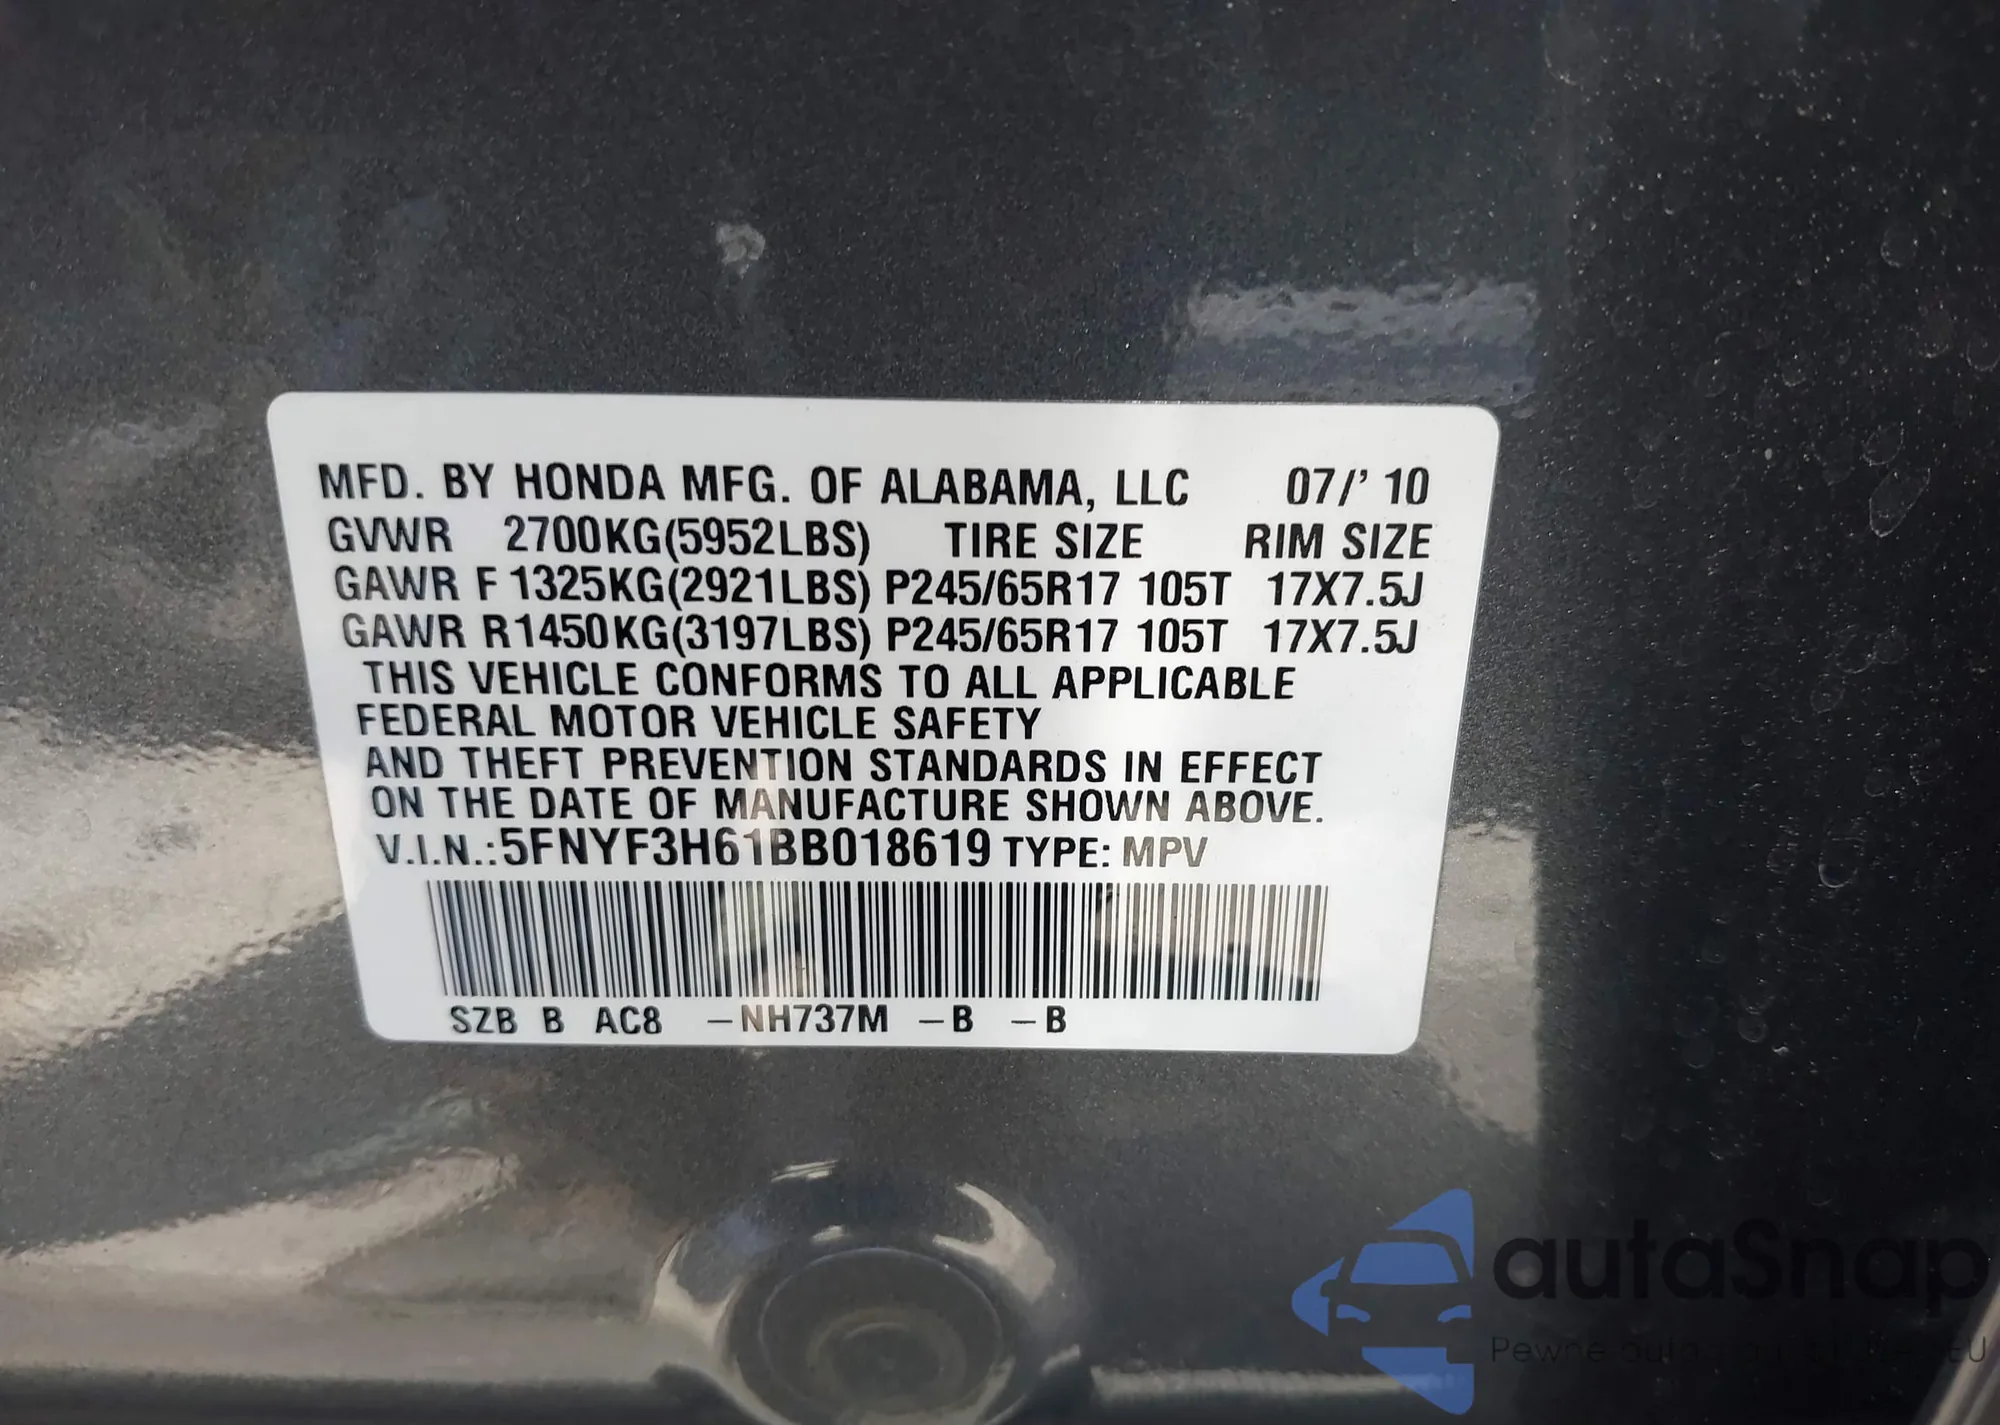 MFD. BY HONDA MFG. OF ALABAMA, LLC 07/' 10
GVWR 2700KG(5952LBS) TIRE SIZE RIM SIZE
GAWR F 1325KG(2921LBS) P245/65R17 105T 17X7.5J
GAWR R1450KG(3197LBS) P245/65R17 105T 17X7.5J
THIS VEHICLE CONFORMS TO ALL APPLICABLE
FEDERAL MOTOR VEHICLE SAFETY
AND THEFT PREVENTION STANDARDS IN EFFECT
ON THE DATE OF MANUFACTURE SHOWN ABOVE.
V.I.N.:5FNYF3H61BB018619 TYPE: MPV
SZB B AC8 –NH737M –B –B
autaSnap
Pewne auta